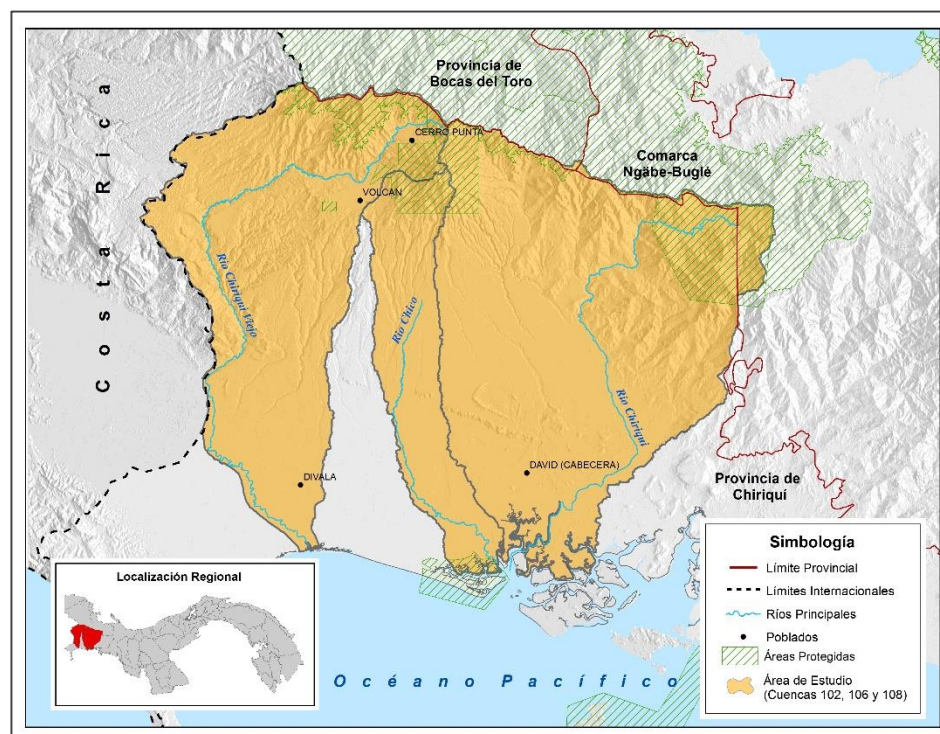 Provincia de
Bocas del Toro
Costa Rica
CERRO PUNTA
Comarca
Ngäbe-Buglé
VOLCÁN
Río Chiriquí Viejo
Río Chico
Río Chiriquí
DIVALA
DAVID (CABECERA)
Provincia de
Chiriquí
Océano Pacífico
Localización Regional
Simbología
Límite Provincial
Límites Internacionales
Ríos Principales
Poblados
Áreas Protegidas
Área de Estudio
(Cuencas 102, 106 y 108)